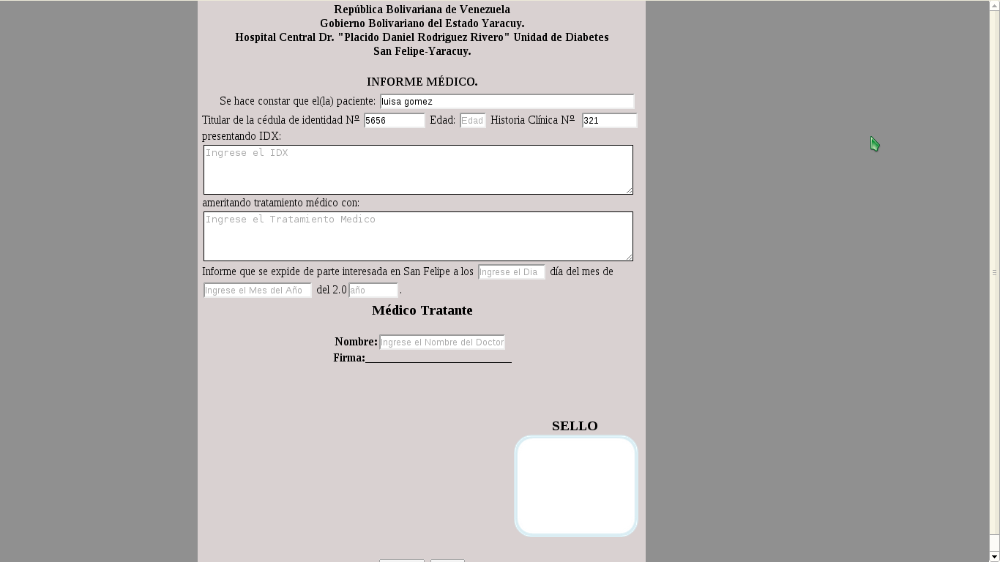 República Bolivariana de Venezuela
Gobierno Bolivariano del Estado Yaracuy.
Hospital Central Dr. "Placido Daniel Rodriguez Rivero" Unidad de Diabetes
San Felipe-Yaracuy.
INFORME MÉDICO.
Se hace constar que el(la) paciente: luisa gomez
Titular de la cédula de identidad Nº 5656 Edad: Edad Historia Clínica Nº 321
presentando IDX:
Ingrese el IDX
ameritando tratamiento médico con:
Ingrese el Tratamiento Medico
Informe que se expide de parte interesada en San Felipe a los Ingrese el Dia día del mes de
Ingrese el Mes del Año del 2.0 año .
Médico Tratante
Nombre: Ingrese el Nombre del Doctor
Firma:
SELLO